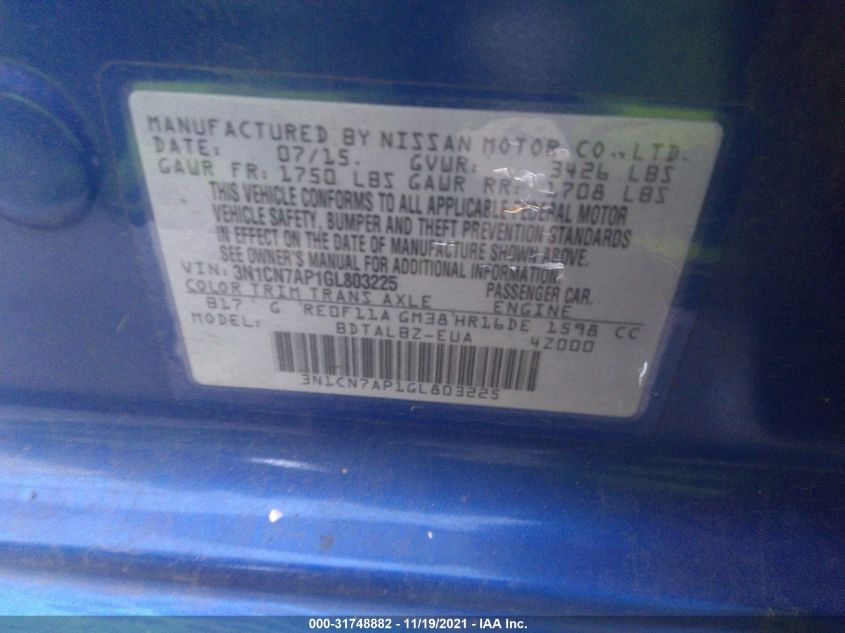 MANUFACTURED BY NISSAN MOTOR CO., LTD.
DATE: 07/15. GVWR: 3426 LBS
GAWR FR: 1750 LBS GAWR RR: 1708 LBS
THIS VEHICLE CONFORMS TO ALL APPLICABLE FEDERAL MOTOR
VEHICLE SAFETY, BUMPER AND THEFT PREVENTION STANDARDS
IN EFFECT ON THE DATE OF MANUFACTURE SHOWN ABOVE.
SEE OWNER'S MANUAL FOR ADDITIONAL INFORMATION
VIN: 3N1CN7AP1GL803225 PASSENGER CAR.
COLOR TRIM TRANS AXLE ENGINE
B17 G RE0F11A GM38 HR16DE 1598 CC
MODEL: BDTALBZ-EUA 4Z000
3N1CN7AP1GL803225
000-31748882 - 11/19/2021 - IAA Inc.